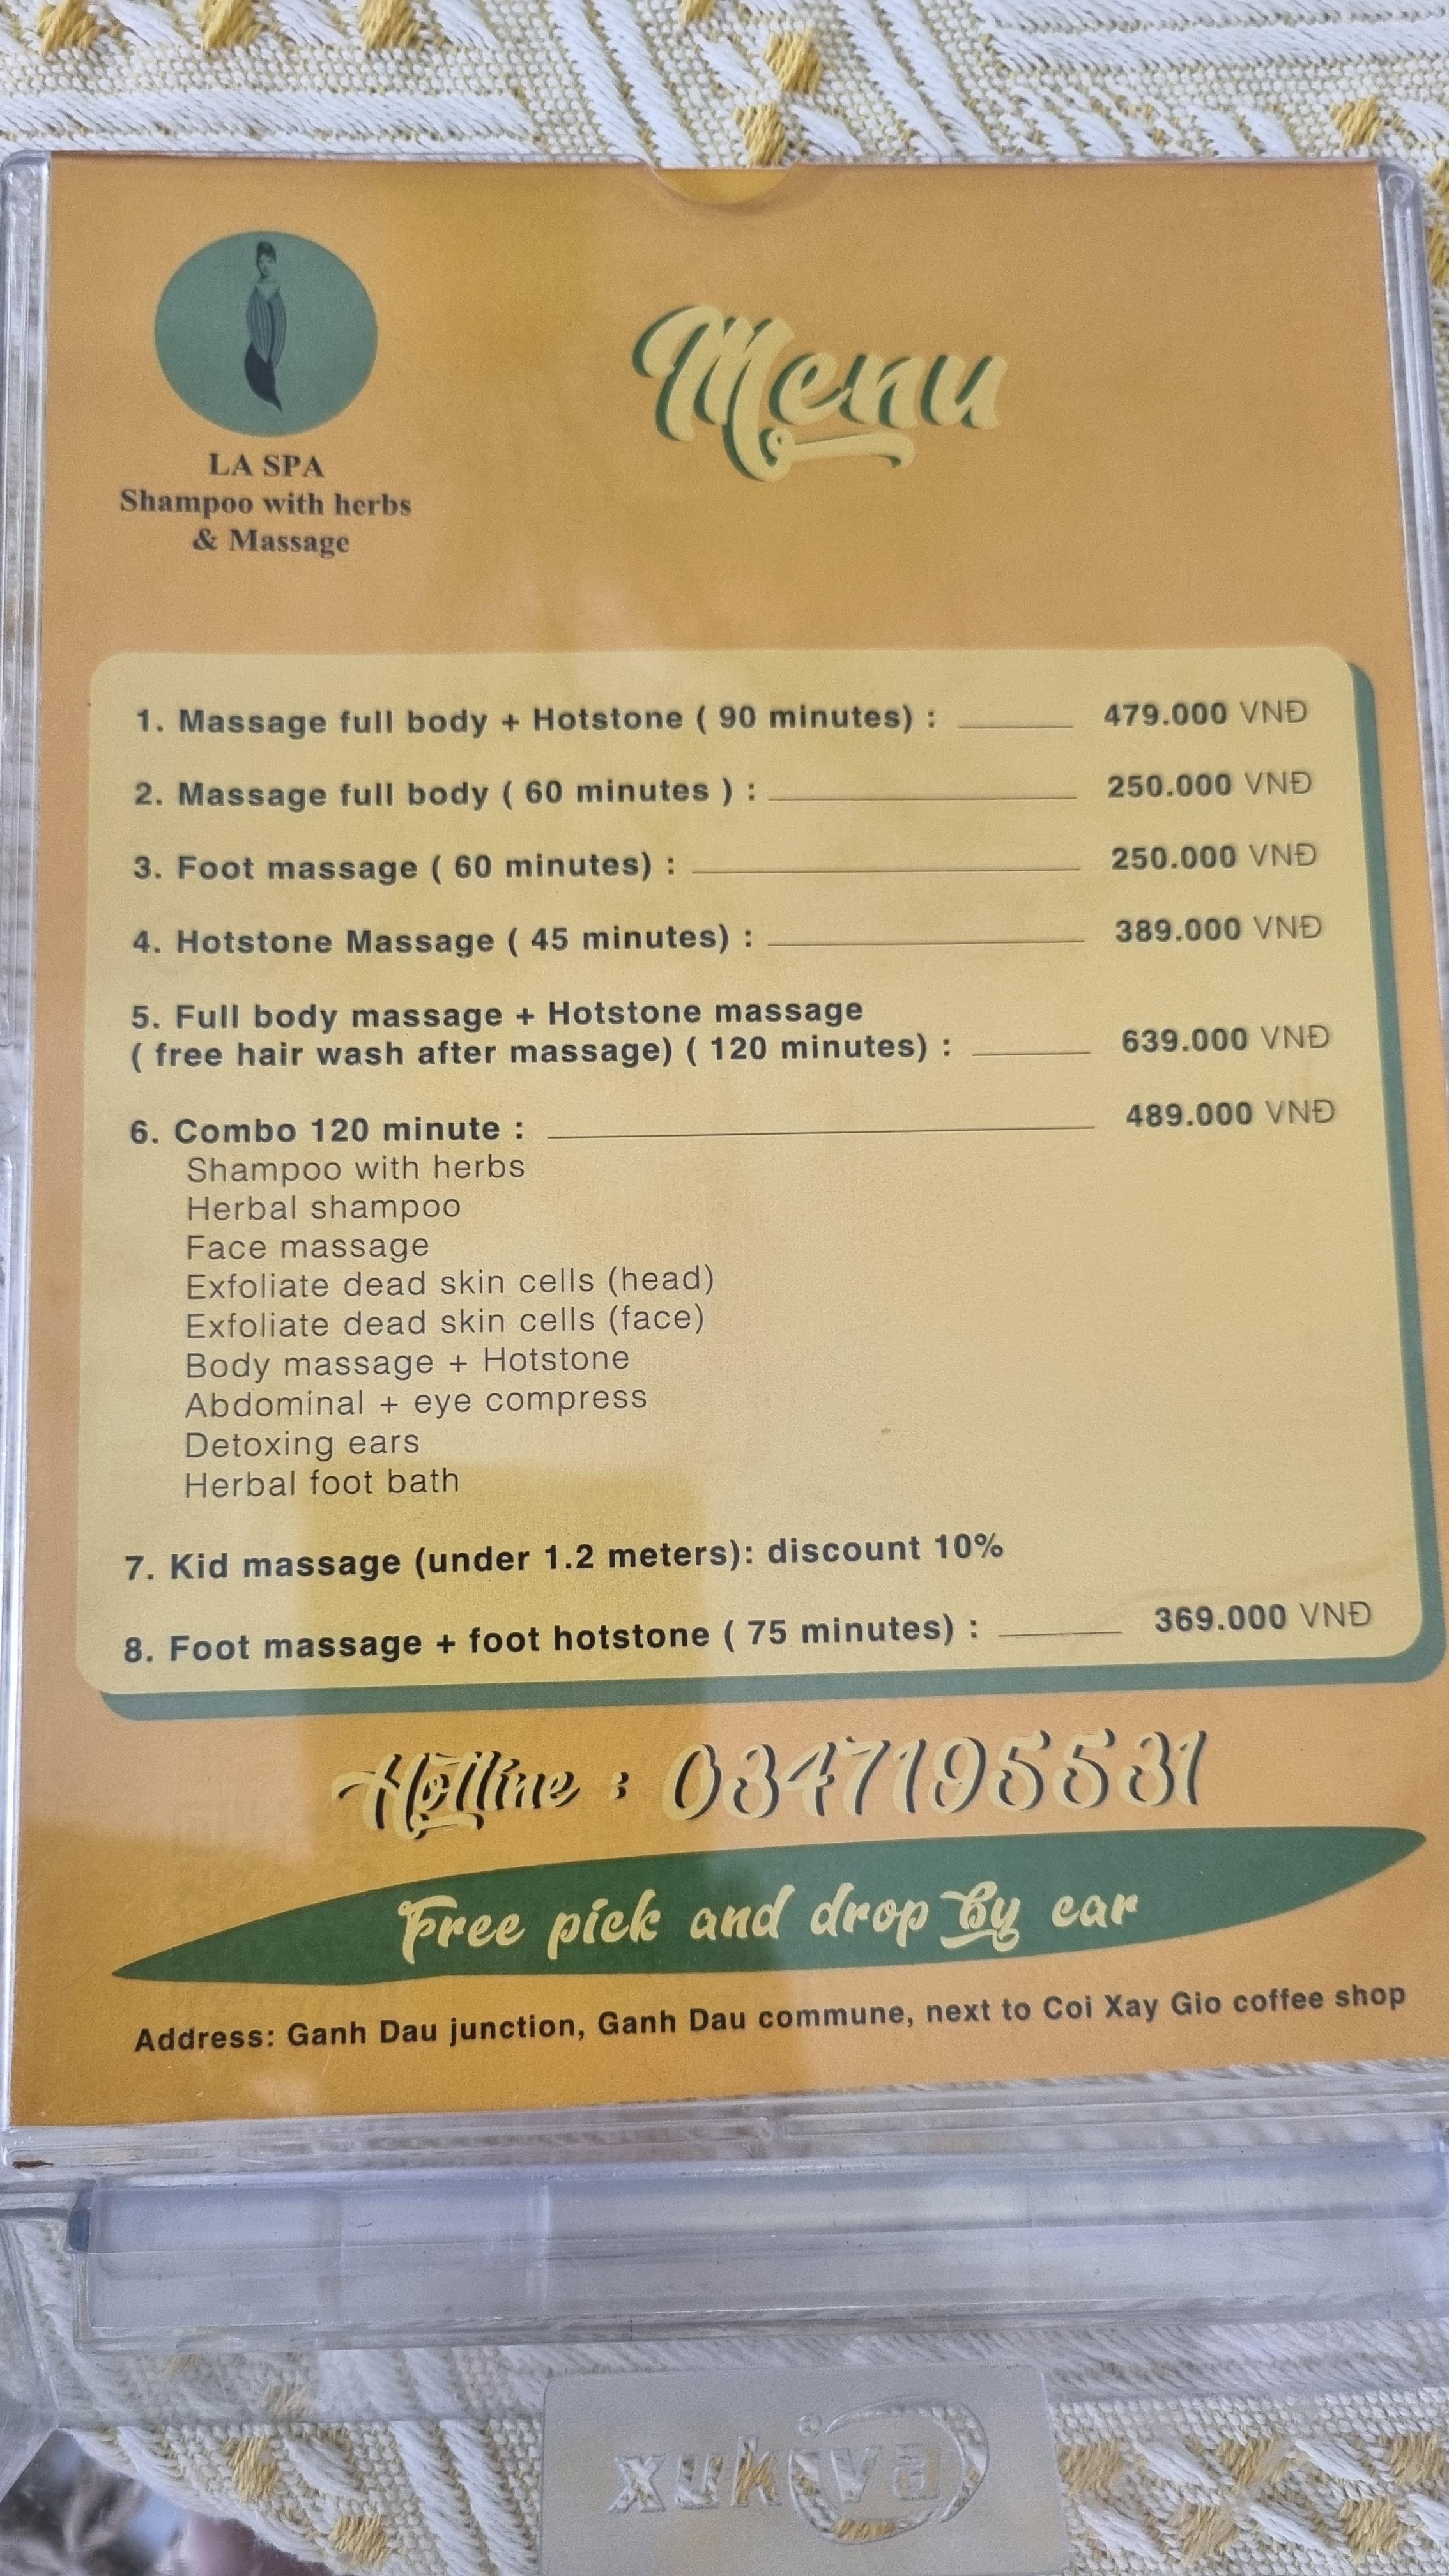 LA SPA
Shampoo with herbs
& Massage
Menu
1. Massage full body + Hotstone ( 90 minutes) : 479.000 VNĐ
2. Massage full body ( 60 minutes ) : 250.000 VNĐ
3. Foot massage ( 60 minutes) : 250.000 VNĐ
4. Hotstone Massage ( 45 minutes) : 389.000 VNĐ
5. Full body massage + Hotstone massage
( free hair wash after massage) ( 120 minutes) : 639.000 VNĐ
6. Combo 120 minute : 489.000 VNĐ
Shampoo with herbs
Herbal shampoo
Face massage
Exfoliate dead skin cells (head)
Exfoliate dead skin cells (face)
Body massage + Hotstone
Abdominal + eye compress
Detoxing ears
Herbal foot bath
7. Kid massage (under 1.2 meters): discount 10%
8. Foot massage + foot hotstone ( 75 minutes) : 369.000 VNĐ
Hotline : 0347195531
Free pick and drop by car
Address: Ganh Dau junction, Ganh Dau commune, next to Coi Xay Gio coffee shop
xukiva